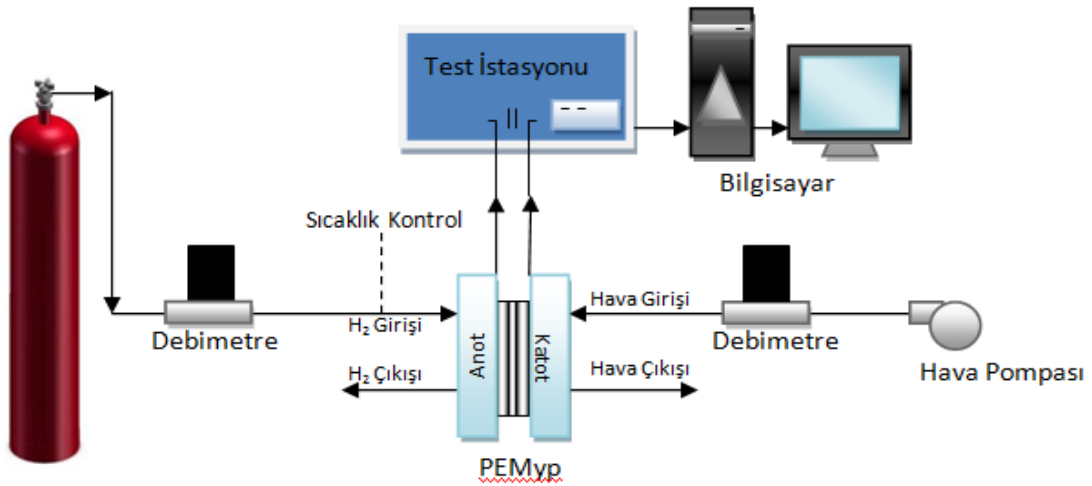 Test İstasyonu
Bilgisayar
Sıcaklık Kontrol
Debimetre
H₂ Girişi
Anot
Katot
Hava Girişi
Debimetre
H₂ Çıkışı
Hava Çıkışı
Hava Pompası
PEMyp